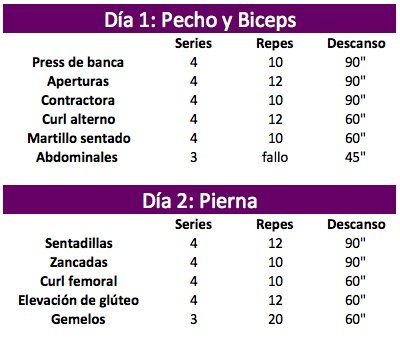 Día 1: Pecho y Biceps
Series Repes Descanso
Press de banca 4 10 90"
Aperturas 4 12 90"
Contractora 4 10 90"
Curl alterno 4 12 60"
Martillo sentado 4 10 60"
Abdominales 3 fallo 45"
Día 2: Pierna
Series Repes Descanso
Sentadillas 4 12 90"
Zancadas 4 10 90"
Curl femoral 4 10 60"
Elevación de glúteo 4 12 60"
Gemelos 3 20 60"